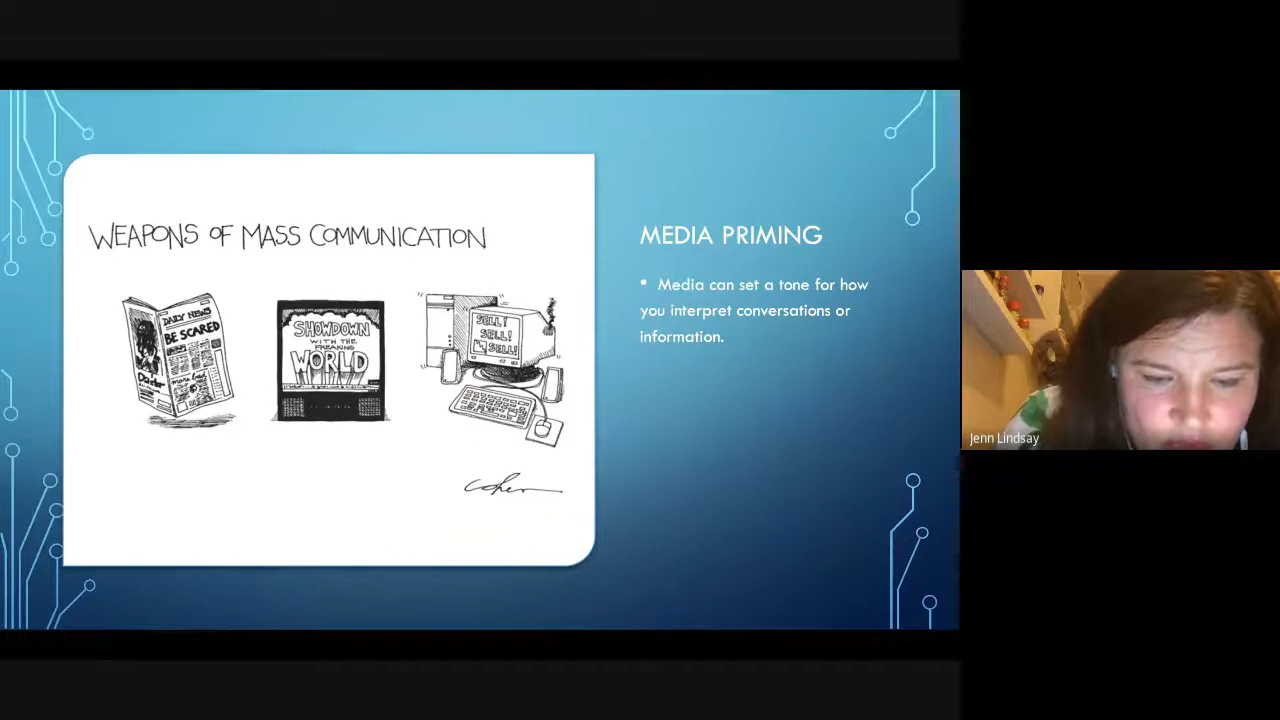 WEAPONS OF MASS COMMUNICATION
DAILY NEWS
BE SCARED
SHOWDOWN
WITH THE
FREAKING
WORLD
SELL!
SELL!
SELL!
MEDIA PRIMING
• Media can set a tone for how
you interpret conversations or
information.
Jenn Lindsay